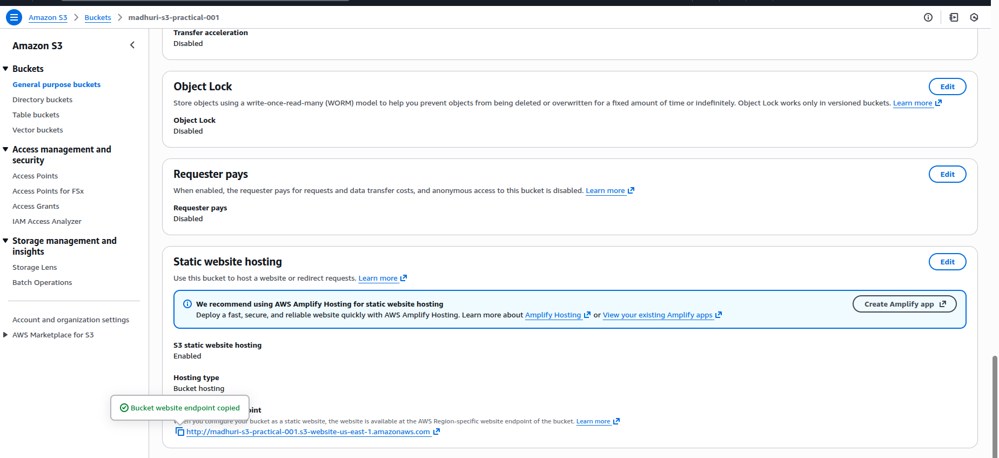 Amazon S3 > Buckets > madhuri-s3-practical-001
Amazon S3
Buckets
General purpose buckets
Directory buckets
Table buckets
Vector buckets
Access management and
security
Access Points
Access Points for FSx
Access Grants
IAM Access Analyzer
Storage management and
insights
Storage Lens
Batch Operations
Account and organization settings
AWS Marketplace for S3
Transfer acceleration
Disabled
Object Lock
Edit
Store objects using a write-once-read-many (WORM) model to help you prevent objects from being deleted or overwritten for a fixed amount of time or indefinitely. Object Lock works only in versioned buckets. Learn more
Object Lock
Disabled
Requester pays
Edit
When enabled, the requester pays for requests and data transfer costs, and anonymous access to this bucket is disabled. Learn more
Requester pays
Disabled
Static website hosting
Edit
Use this bucket to host a website or redirect requests. Learn more
We recommend using AWS Amplify Hosting for static website hosting
Create Amplify app
Deploy a fast, secure, and reliable website quickly with AWS Amplify Hosting. Learn more about Amplify Hosting or View your existing Amplify apps
S3 static website hosting
Enabled
Hosting type
Bucket hosting
Bucket website endpoint copied
you configure your bucket as a static website, the website is available at the AWS Region-specific website endpoint of the bucket. Learn more
http://madhuri-s3-practical-001.s3-website-us-east-1.amazonaws.com